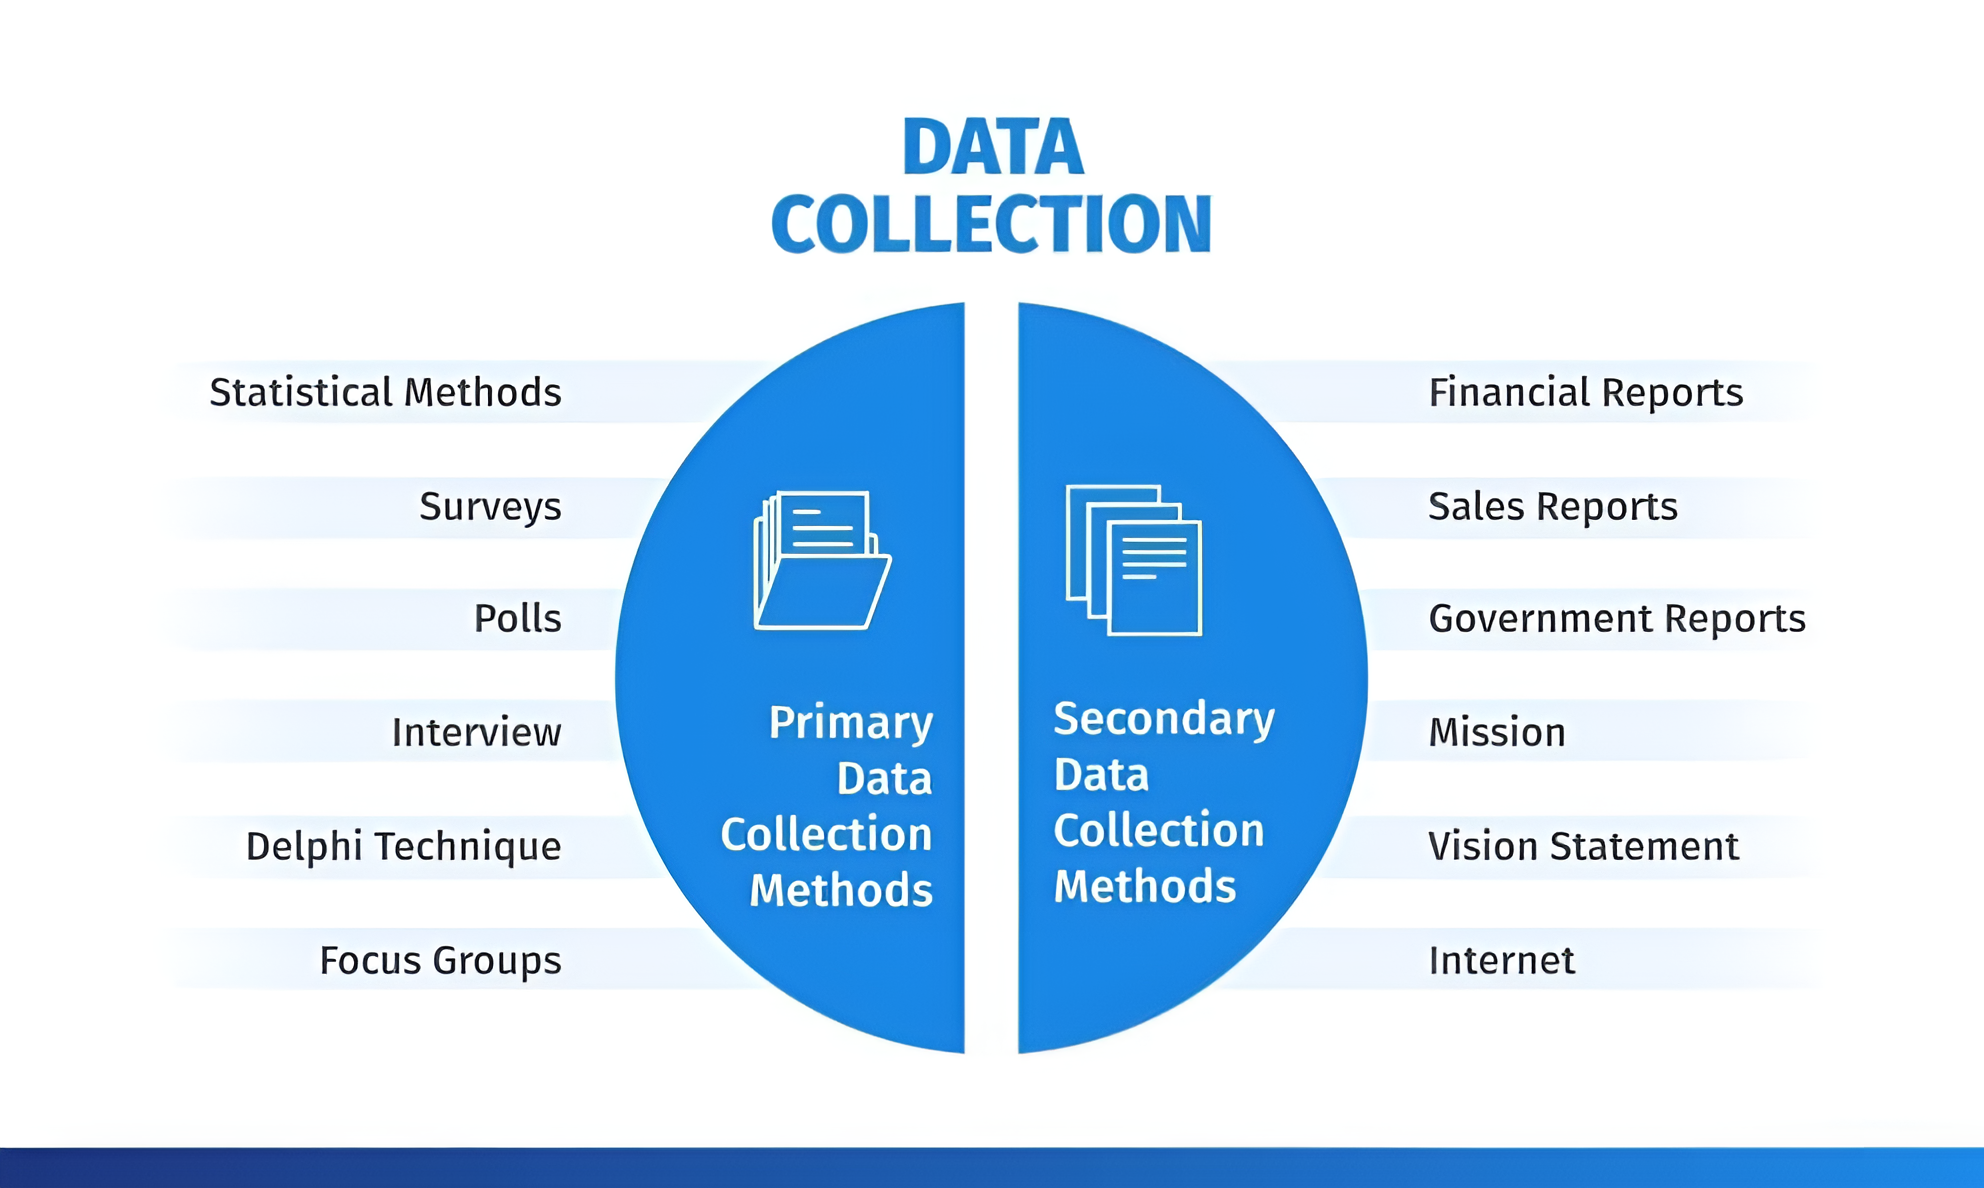 DATA
COLLECTION
Statistical Methods
Surveys
Polls
Interview
Delphi Technique
Focus Groups
Primary
Data
Collection
Methods
Secondary
Data
Collection
Methods
Financial Reports
Sales Reports
Government Reports
Mission
Vision Statement
Internet